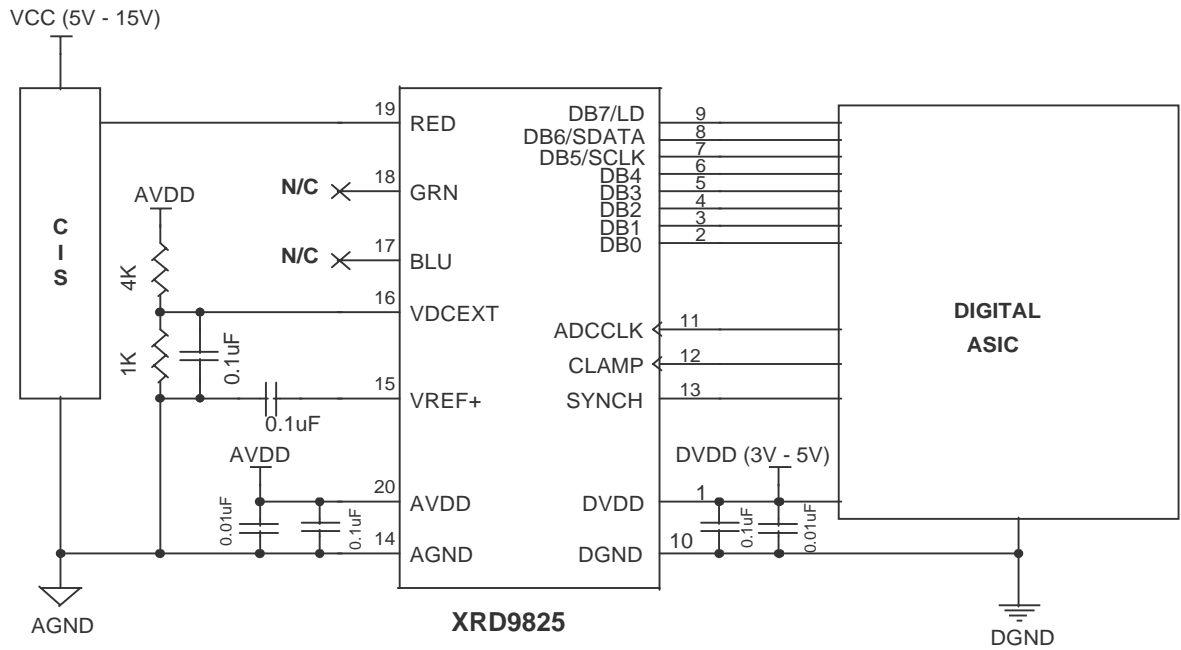 VCC (5V - 15V)
CIS
19
RED
N/C
18
GRN
N/C
17
BLU
AVDD
4K
16
VDCEXT
1K
0.1uF
15
VREF+
0.1uF
AVDD
20
AVDD
0.01uF
0.1uF
14
AGND
AGND
DB7/LD
9
DB6/SDATA
8
DB5/SCLK
7
DB4
6
DB3
5
DB2
4
DB1
3
DB0
2
ADCCLK
11
CLAMP
12
SYNCH
13
DVDD (3V - 5V)
DVDD
1
0.1uF
0.01uF
DGND
10
DIGITAL
ASIC
XRD9825
DGND